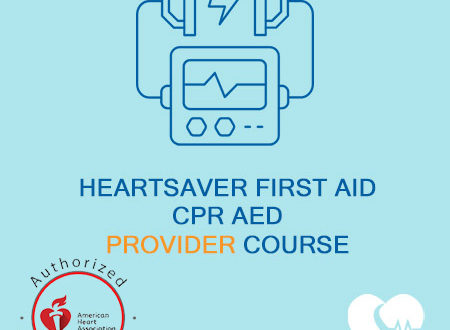 HEARTSAVER FIRST AID
CPR AED
PROVIDER COURSE
Authorized
American
Heart
Association